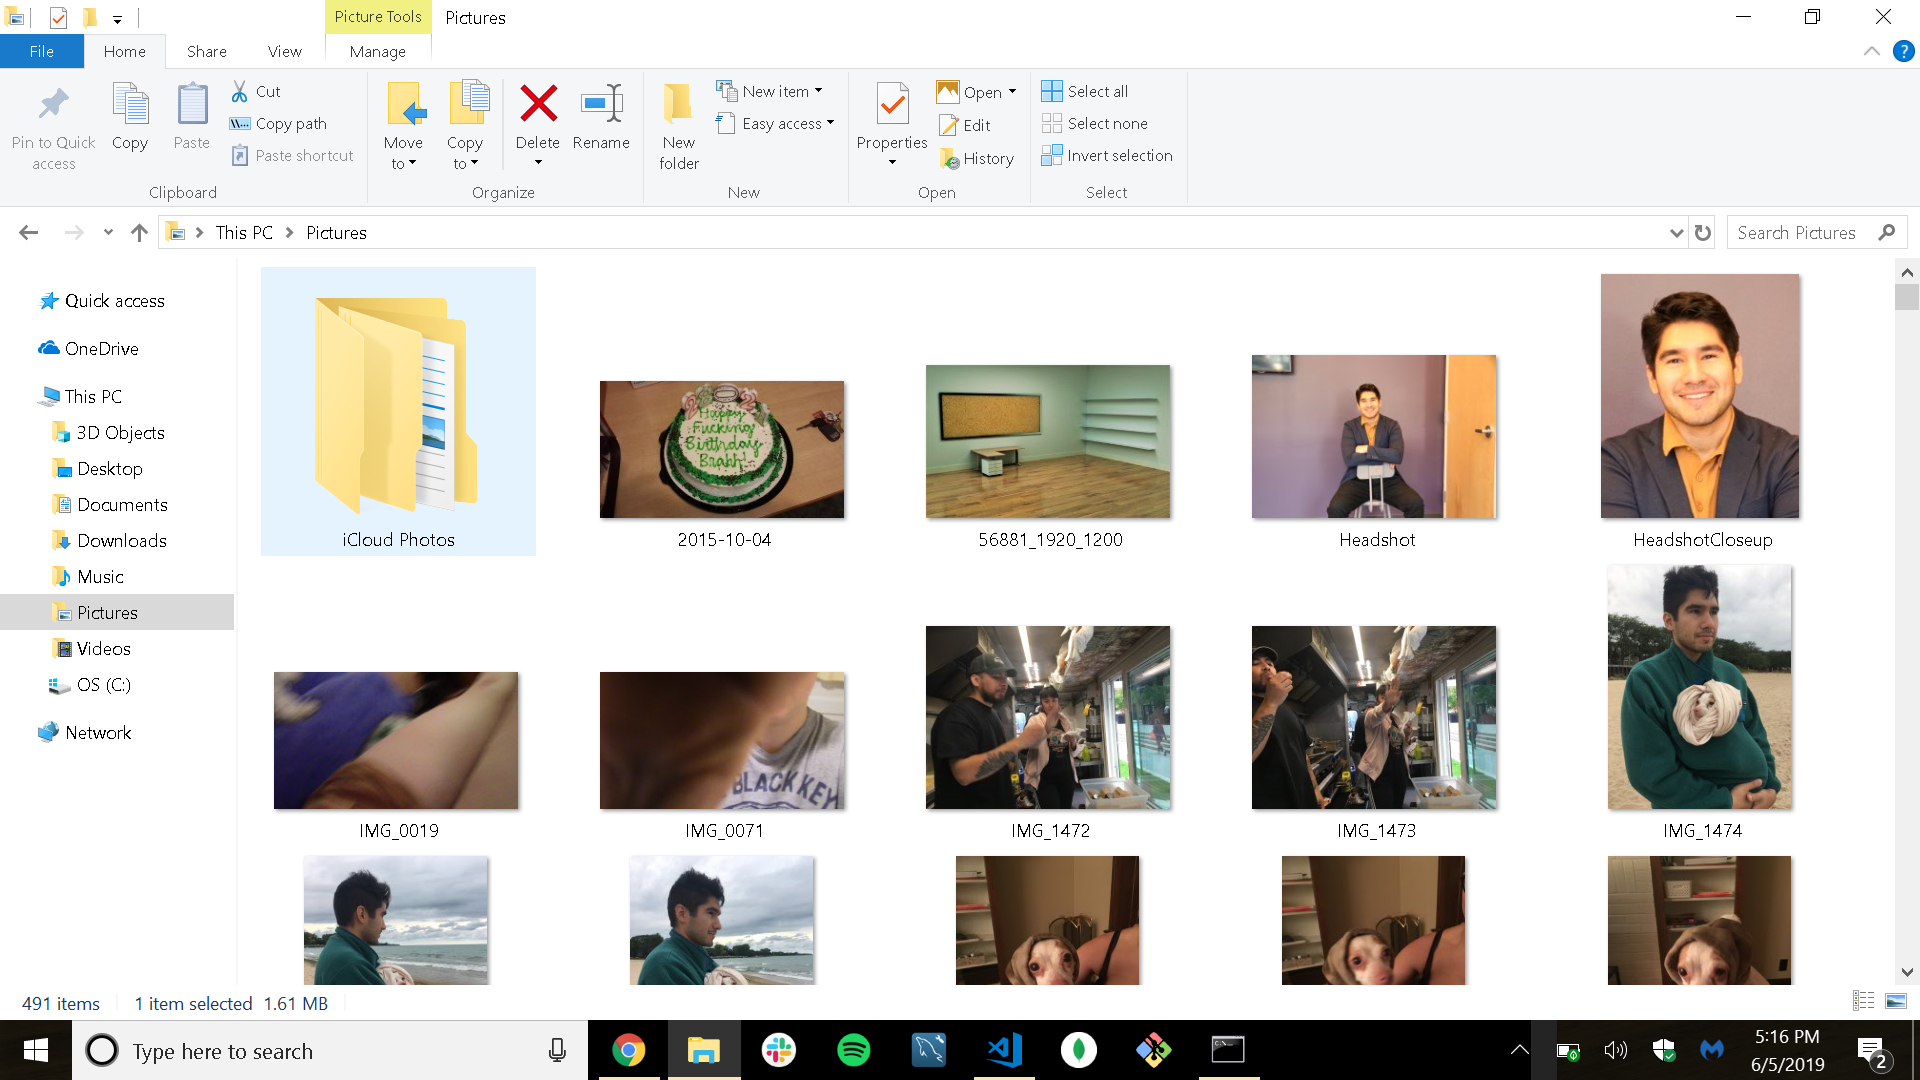 Picture Tools
Pictures
File
Home
Share
View
Manage
?
Pin to Quick access
Copy
Paste
Cut
Copy path
Paste shortcut
Clipboard
Move to
Copy to
Delete
Rename
Organize
New folder
New item
Easy access
New
Properties
Open
Edit
History
Open
Select all
Select none
Invert selection
Select
This PC
Pictures
Search Pictures
Quick access
OneDrive
This PC
3D Objects
Desktop
Documents
Downloads
Music
Pictures
Videos
OS (C:)
Network
Happy
Fucking
Birthday
Brahh!
iCloud Photos
2015-10-04
56881_1920_1200
Headshot
HeadshotCloseup
BLACK KEY
IMG_0019
IMG_0071
IMG_1472
IMG_1473
IMG_1474
491 items
1 item selected 1.61 MB
Type here to search
5:16 PM
6/5/2019
2